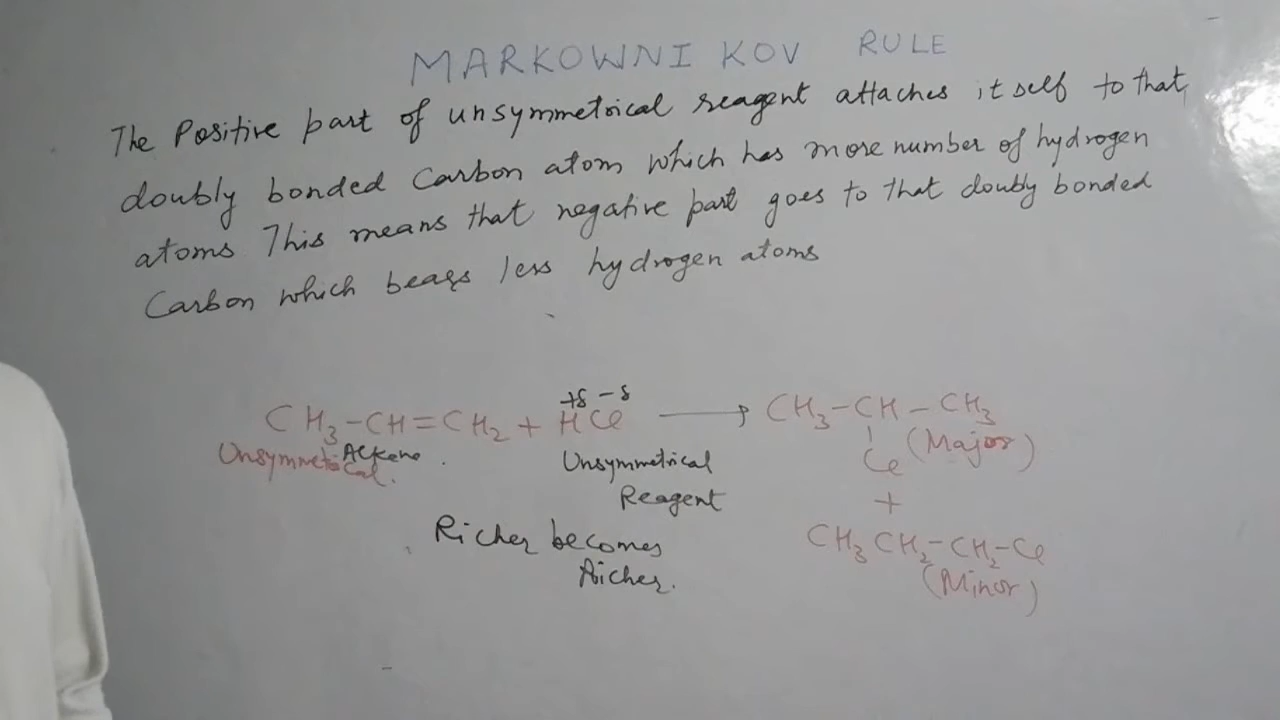 MARKOWNIKOV RULE
The Positive part of unsymmetrical reagent attaches itself to that
doubly bonded Carbon atom which has more number of hydrogen
atoms This means that negative part goes to that doubly bonded
Carbon which bears less hydrogen atoms
+δ -δ
CH3-CH=CH2 + HCl → CH3-CH-CH3
Unsymmetrical Alkene. Unsymmetrical Reagent
Cl (Major)
+
Richer becomes
Richer.
CH3CH2-CH2-Cl
(Minor)